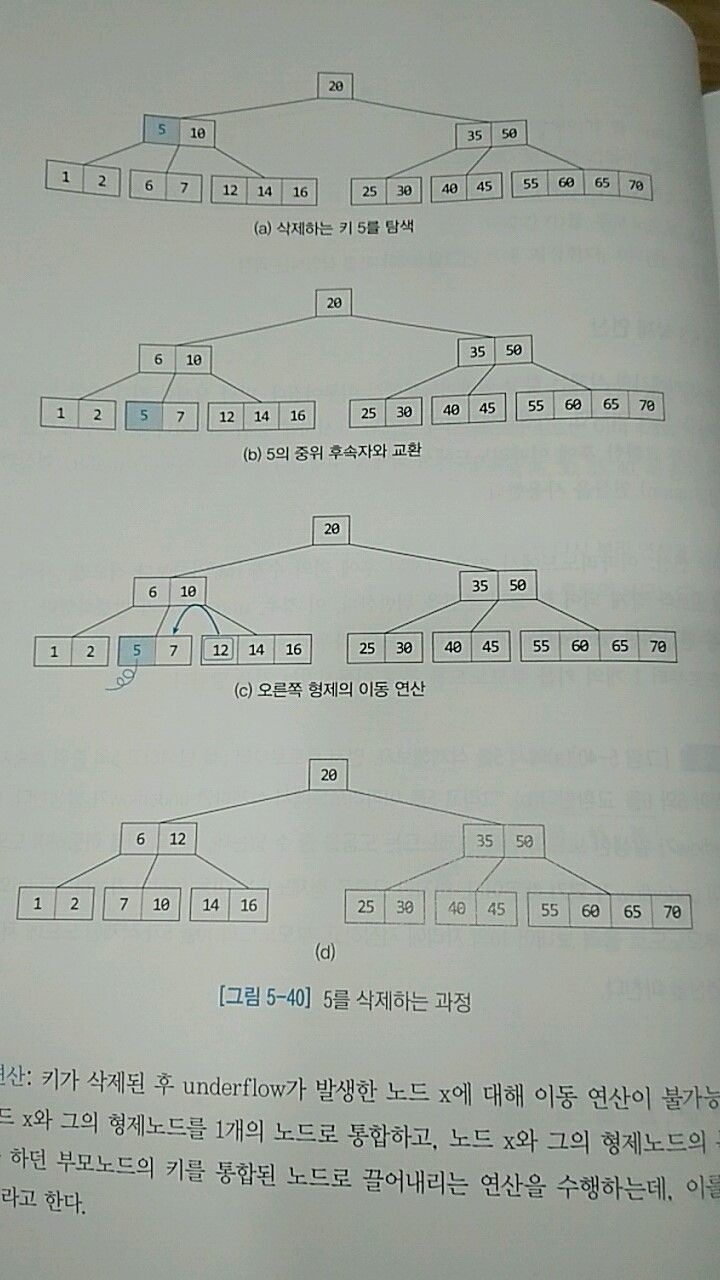 20
5 10 35 50
1 2 6 7 12 14 16 25 30 40 45 55 60 65 70
(a) 삭제하는 키 5를 탐색
20
6 10 35 50
1 2 5 7 12 14 16 25 30 40 45 55 60 65 70
(b) 5의 중위 후속자와 교환
20
6 10 35 50
1 2 5 7 12 14 16 25 30 40 45 55 60 65 70
(c) 오른쪽 형제의 이동 연산
20
6 12 35 50
1 2 7 10 14 16 25 30 40 45 55 60 65 70
(d)
[그림 5-40] 5를 삭제하는 과정
연산: 키가 삭제된 후 underflow가 발생한 노드 x에 대해 이동 연산이 불가능
드 x와 그의 형제노드를 1개의 노드로 통합하고, 노드 x와 그의 형제노드의
하던 부모노드의 키를 통합된 노드로 끌어내리는 연산을 수행하는데, 이를
라고 한다.